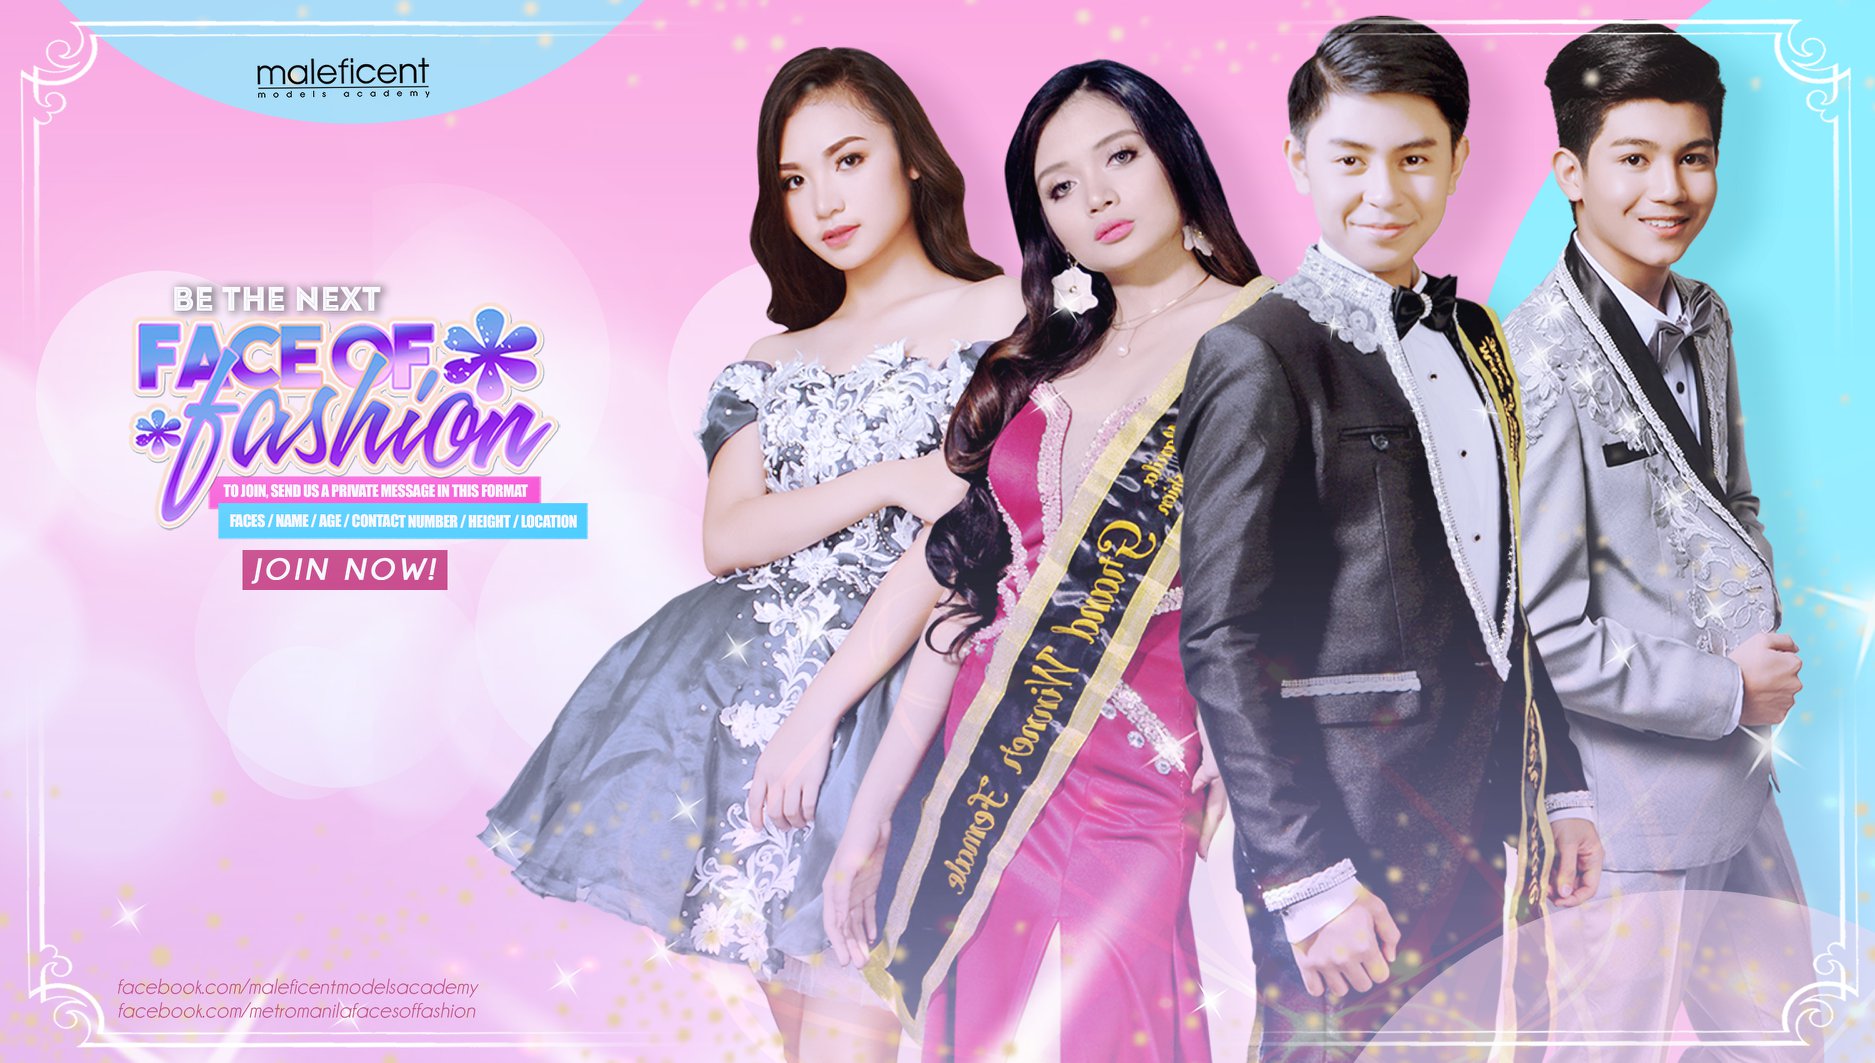 maleficent
models academy
BE THE NEXT
FACE OF
fashion
TO JOIN, SEND US A PRIVATE MESSAGE IN THIS FORMAT
FACES / NAME / AGE / CONTACT NUMBER / HEIGHT / LOCATION
JOIN NOW!
Grand Winner Female
facebook.com/maleficentmodelsacademy
facebook.com/metromanilafacesoffashion